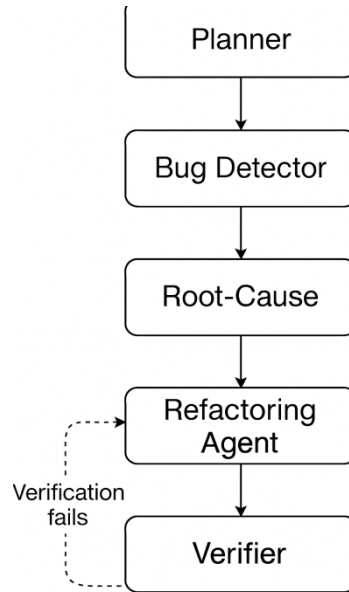 Planner
Bug Detector
Root-Cause
Refactoring
Agent
Verification
fails
Verifier